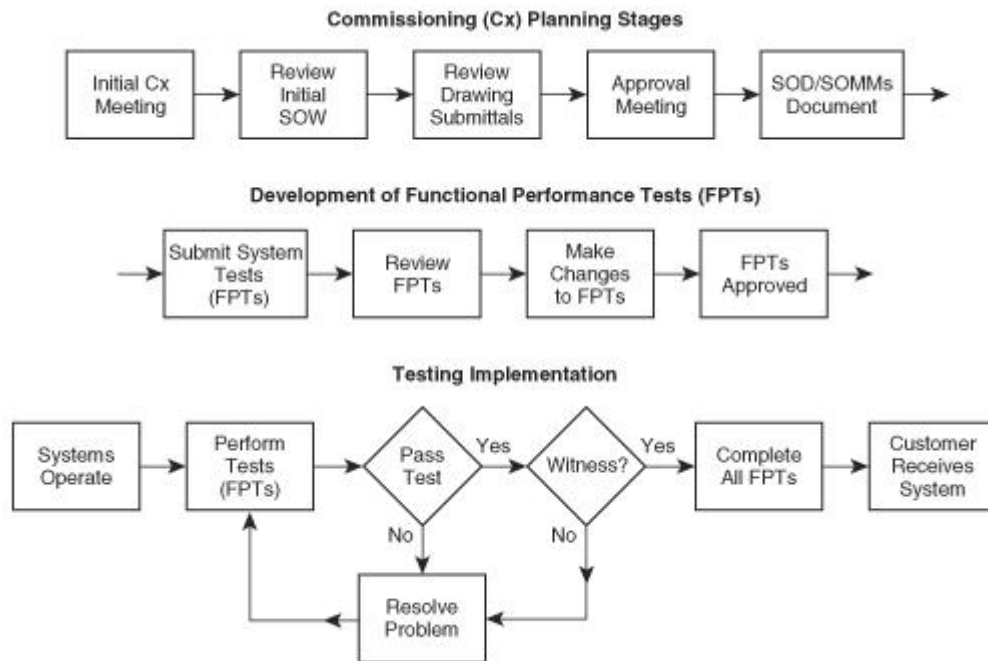 Commissioning (Cx) Planning Stages
Initial Cx
Meeting
Review
Initial
SOW
Review
Drawing
Submittals
Approval
Meeting
SOD/SOMMs
Document
Development of Functional Performance Tests (FPTs)
Submit System
Tests
(FPTs)
Review
FPTs
Make
Changes
to FPTs
FPTs
Approved
Testing Implementation
Systems
Operate
Perform
Tests
(FPTs)
Pass
Test
Yes
No
Witness?
Yes
No
Resolve
Problem
Complete
All FPTs
Customer
Receives
System